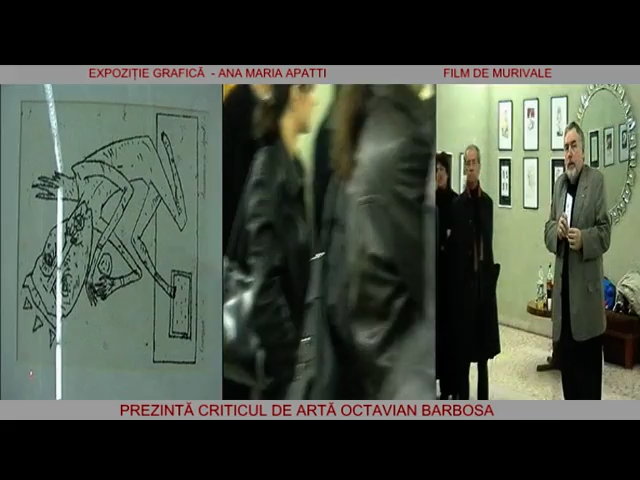 EXPOZIȚIE GRAFICĂ - ANA MARIA APATTI
FILM DE MURIVALE
PREZINTĂ CRITICUL DE ARTĂ OCTAVIAN BARBOSA